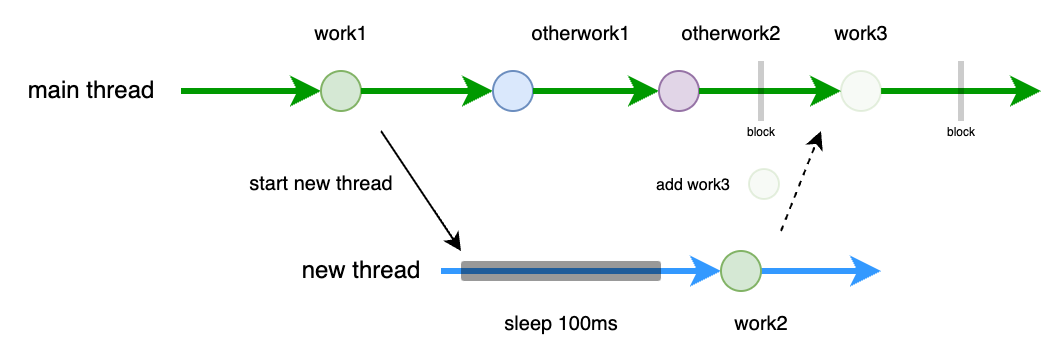 work1
otherwork1
otherwork2
work3
main thread
block
block
start new thread
add work3
new thread
sleep 100ms
work2